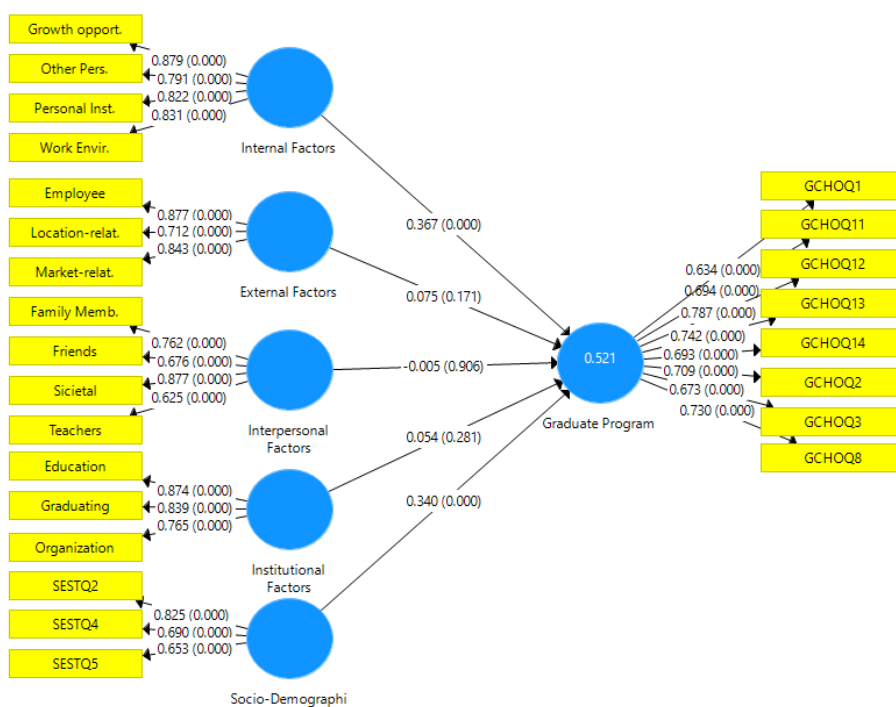 Growth opport.
Other Pers.
Personal Inst.
Work Envir.
0.879 (0.000)
0.791 (0.000)
0.822 (0.000)
0.831 (0.000)
Internal Factors
Employee
Location-relat.
Market-relat.
0.877 (0.000)
0.712 (0.000)
0.843 (0.000)
External Factors
Family Memb.
Friends
Sicietal
Teachers
0.762 (0.000)
0.676 (0.000)
0.877 (0.000)
0.625 (0.000)
Interpersonal
Factors
Education
Graduating
Organization
0.874 (0.000)
0.839 (0.000)
0.765 (0.000)
Institutional
Factors
SESTQ2
SESTQ4
SESTQ5
0.825 (0.000)
0.690 (0.000)
0.653 (0.000)
Socio-Demographi
0.367 (0.000)
0.075 (0.171)
-0.005 (0.906)
0.054 (0.281)
0.340 (0.000)
0.521
Graduate Program
0.634 (0.000)
0.694 (0.000)
0.787 (0.000)
0.742 (0.000)
0.693 (0.000)
0.709 (0.000)
0.673 (0.000)
0.730 (0.000)
GCHOQ1
GCHOQ11
GCHOQ12
GCHOQ13
GCHOQ14
GCHOQ2
GCHOQ3
GCHOQ8